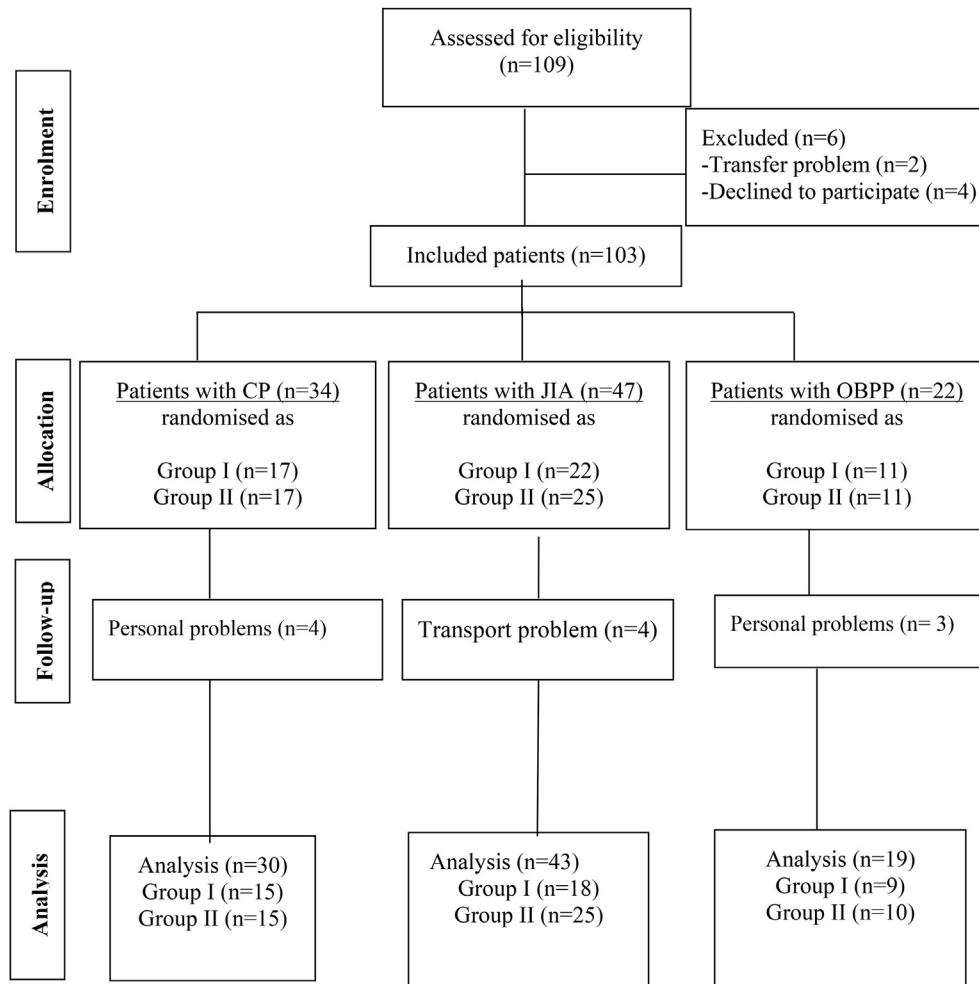 Assessed for eligibility
(n=109)
Enrolment
Excluded (n=6)
-Transfer problem (n=2)
-Declined to participate (n=4)
Included patients (n=103)
Allocation
Patients with CP (n=34)
randomised as
Group I (n=17)
Group II (n=17)
Patients with JIA (n=47)
randomised as
Group I (n=22)
Group II (n=25)
Patients with OBPP (n=22)
randomised as
Group I (n=11)
Group II (n=11)
Follow-up
Personal problems (n=4)
Transport problem (n=4)
Personal problems (n= 3)
Analysis
Analysis (n=30)
Group I (n=15)
Group II (n=15)
Analysis (n=43)
Group I (n=18)
Group II (n=25)
Analysis (n=19)
Group I (n=9)
Group II (n=10)